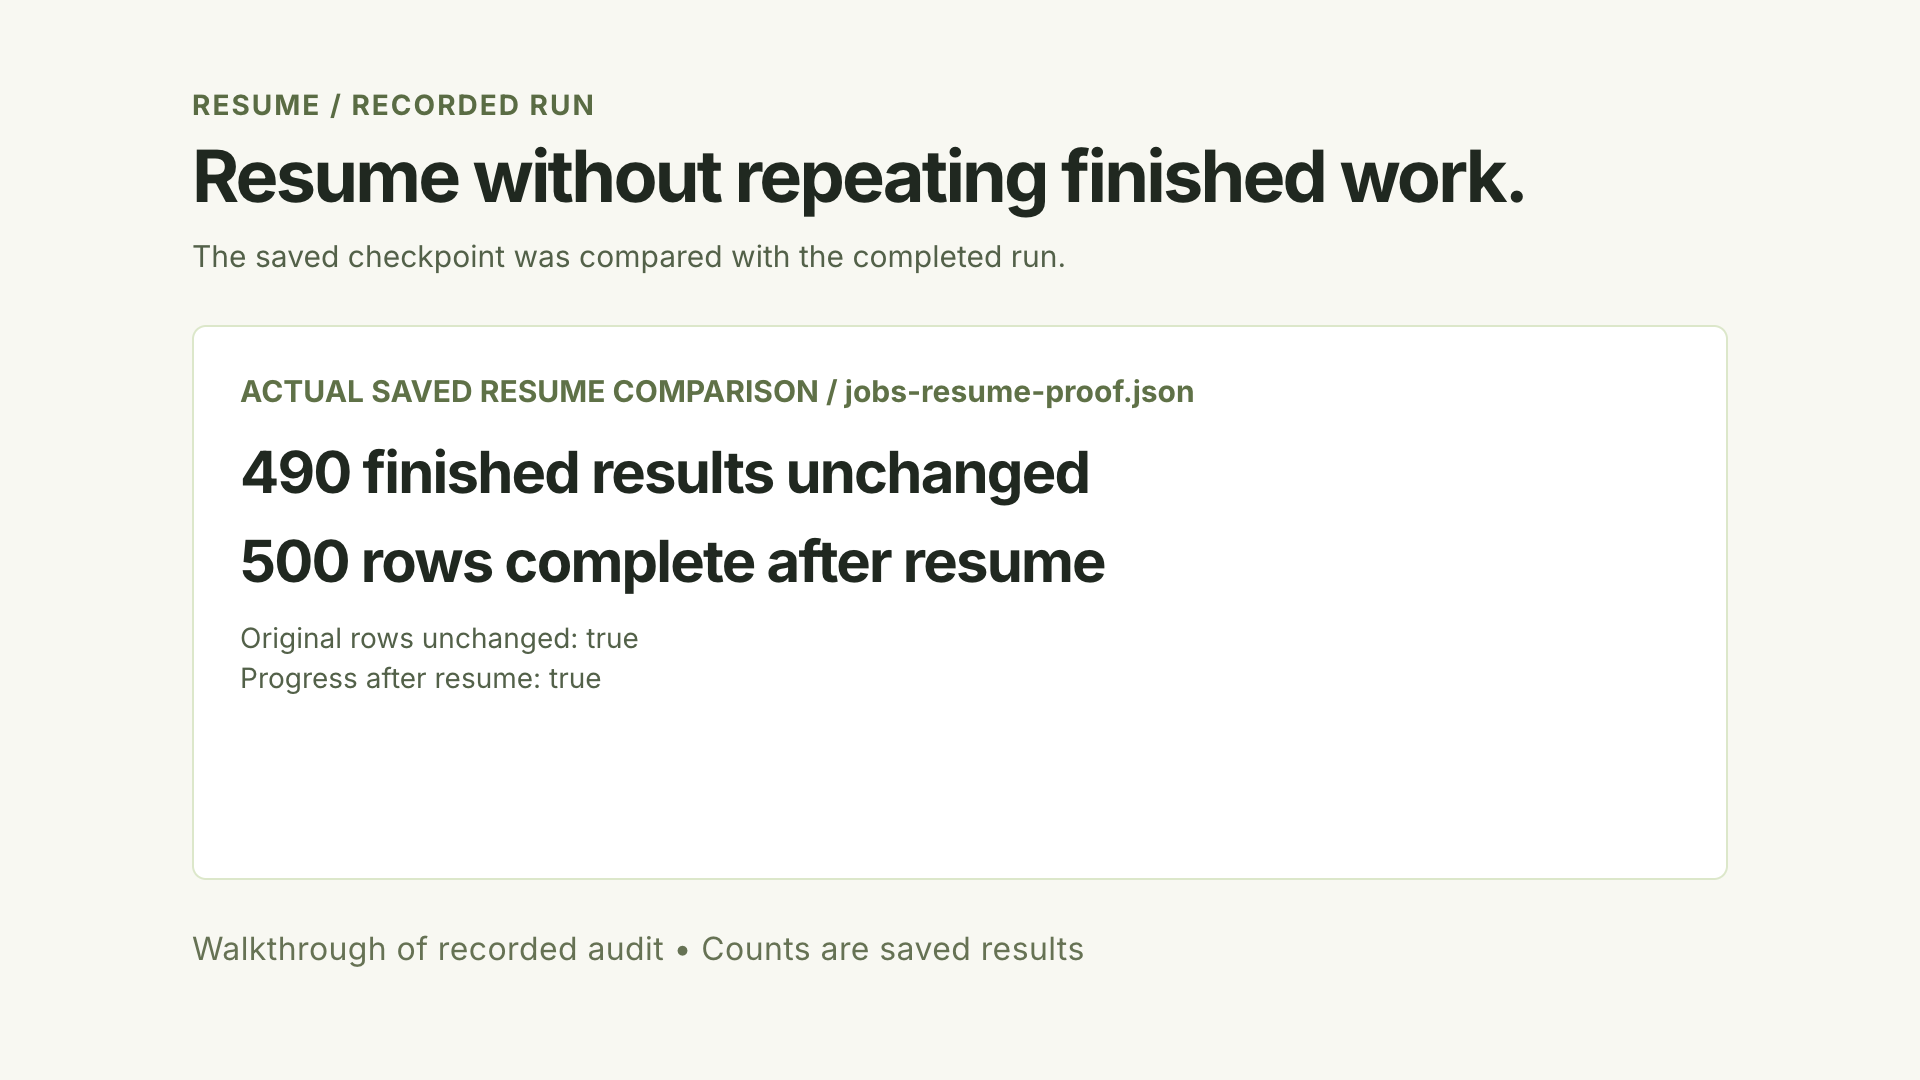 RESUME / RECORDED RUN
Resume without repeating finished work.
The saved checkpoint was compared with the completed run.
ACTUAL SAVED RESUME COMPARISON / jobs-resume-proof.json
490 finished results unchanged
500 rows complete after resume
Original rows unchanged: true
Progress after resume: true
Walkthrough of recorded audit • Counts are saved results